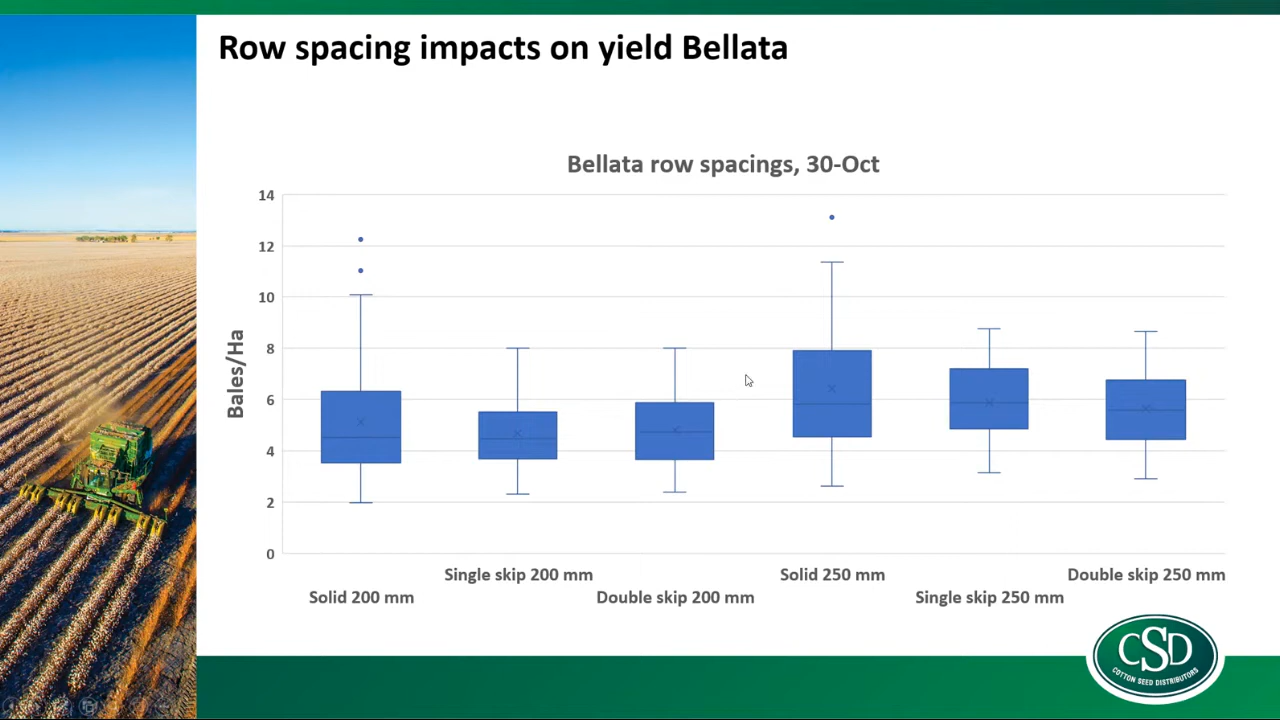 Row spacing impacts on yield Bellata
Bellata row spacings, 30-Oct
Bales/Ha
14
12
10
8
6
4
2
0
Solid 200 mm
Single skip 200 mm
Double skip 200 mm
Solid 250 mm
Single skip 250 mm
Double skip 250 mm
CSD
COTTON SEED DISTRIBUTORS